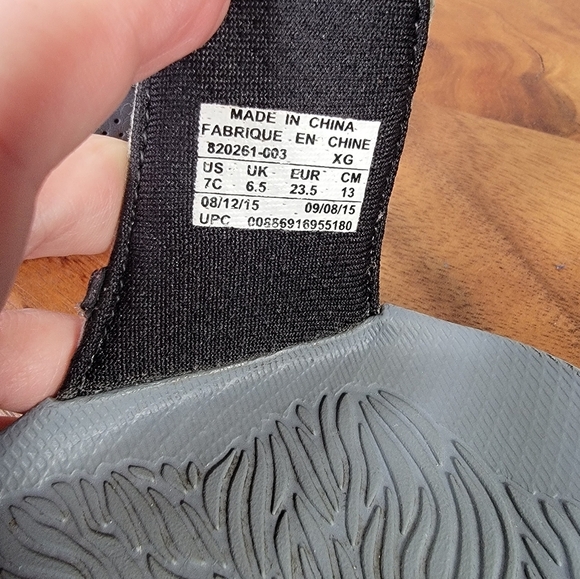 MADE IN CHINA
FABRIQUE EN CHINE
820261-003 XG
US UK EUR CM
7C 6.5 23.5 13
08/12/15 09/08/15
UPC 00886916955180